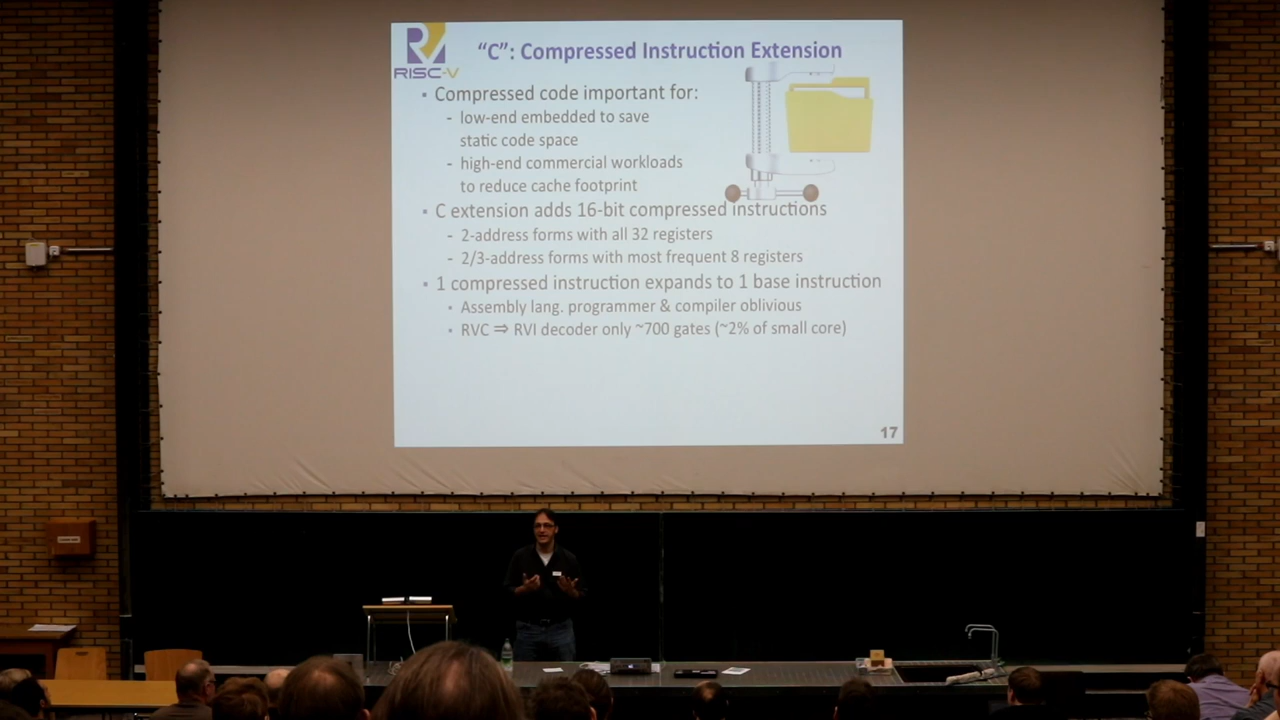 RISC-V
“C”: Compressed Instruction Extension
▪ Compressed code important for:
- low-end embedded to save
static code space
- high-end commercial workloads
to reduce cache footprint
▪ C extension adds 16-bit compressed instructions
- 2-address forms with all 32 registers
- 2/3-address forms with most frequent 8 registers
▪ 1 compressed instruction expands to 1 base instruction
▪ Assembly lang. programmer & compiler oblivious
▪ RVC ⇒ RVI decoder only ~700 gates (~2% of small core)
17